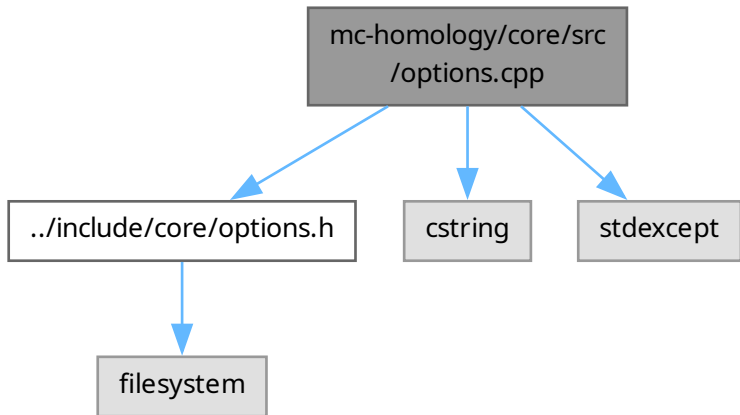 mc-homology/core/src
/options.cpp
../include/core/options.h
cstring
stdexcept
filesystem